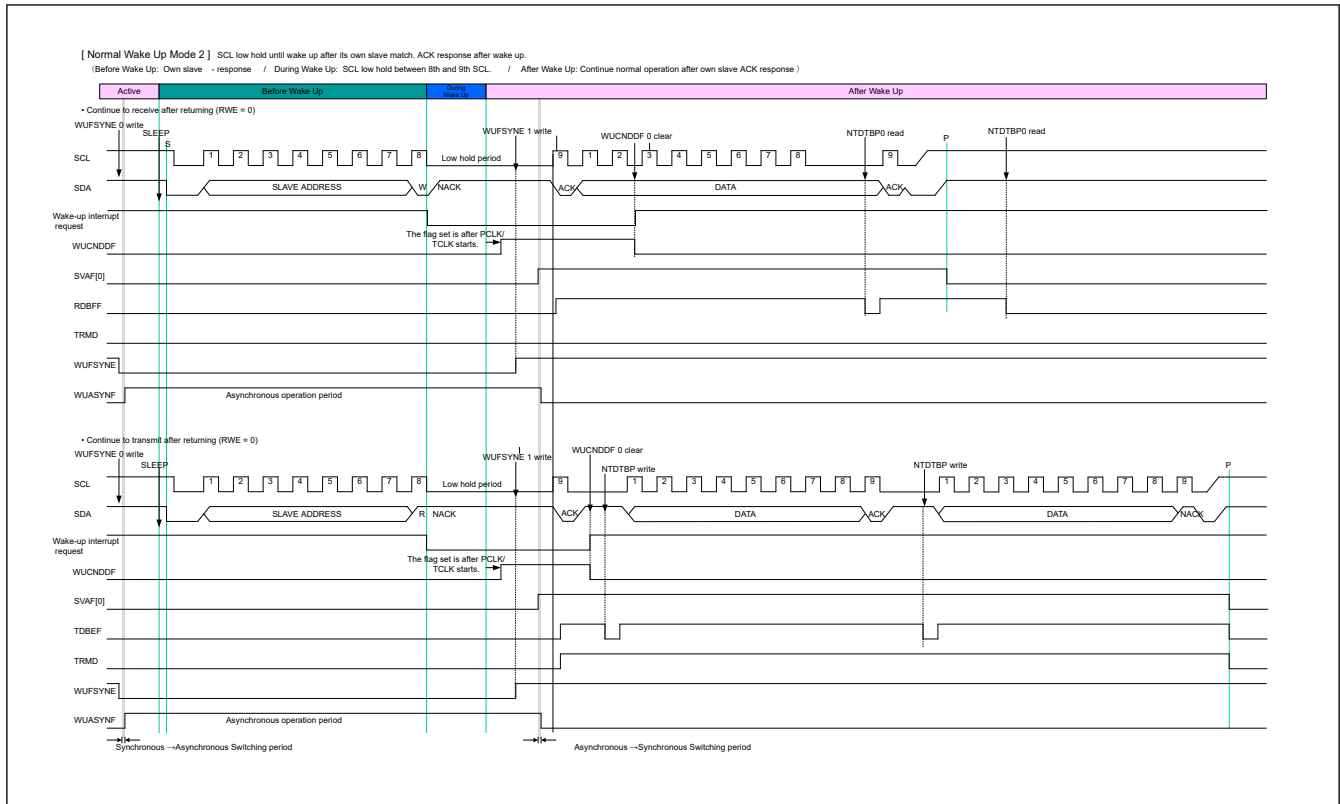 [ Normal Wake Up Mode 2 ] SCL low hold until wake up after its own slave match. ACK response after wake up.
(Before Wake Up: Own slave - response / During Wake Up: SCL low hold between 8th and 9th SCL. / After Wake Up: Continue normal operation after own slave ACK response )
Active Before Wake Up During Wake Up After Wake Up
• Continue to receive after returning (RWE = 0)
WUFSYNE 0 write SLEEP S WUFSYNE 1 write WUCNDDF 0 clear NTDTBP0 read P NTDTBP0 read
SCL 1 2 3 4 5 6 7 8 Low hold period 9 1 2 3 4 5 6 7 8 9
SDA SLAVE ADDRESS W NACK ACK DATA ACK
Wake-up interrupt
request
The flag set is after PCLK/
TCLK starts.
WUCNDDF
SVAF[0]
RDBFF
TRMD
WUFSYNE
WUASYNF Asynchronous operation period
• Continue to transmit after returning (RWE = 0)
WUFSYNE 0 write SLEEP WUFSYNE 1 write WUCNDDF 0 clear NTDTBP write NTDTBP write P
SCL 1 2 3 4 5 6 7 8 Low hold period 9 1 2 3 4 5 6 7 8 9 1 2 3 4 5 6 7 8 9
SDA SLAVE ADDRESS R NACK ACK DATA ACK DATA NACK
Wake-up interrupt
request
The flag set is after PCLK/
TCLK starts.
WUCNDDF
SVAF[0]
TDBEF
TRMD
WUFSYNE
WUASYNF Asynchronous operation period
Synchronous →Asynchronous Switching period Asynchronous →Synchronous Switching period